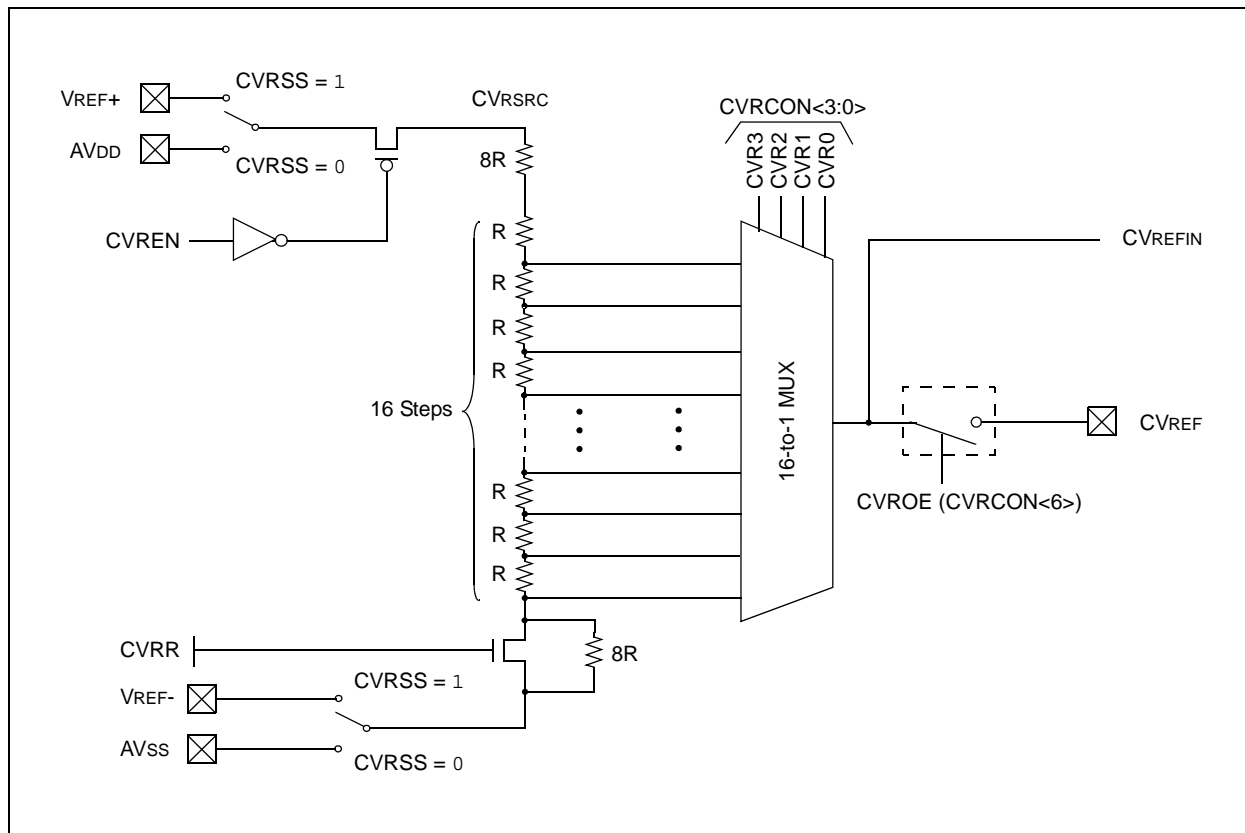 VREF+
CVRSS = 1
AVDD
CVRSS = 0
CVREN
CVRSRC
8R
R
R
R
R
16 Steps
R
R
R
CVRCON<3:0>
CVR3
CVR2
CVR1
CVR0
16-to-1 MUX
CVREFIN
CVREF
CVROE (CVRCON<6>)
CVRR
8R
VREF-
CVRSS = 1
AVSS
CVRSS = 0